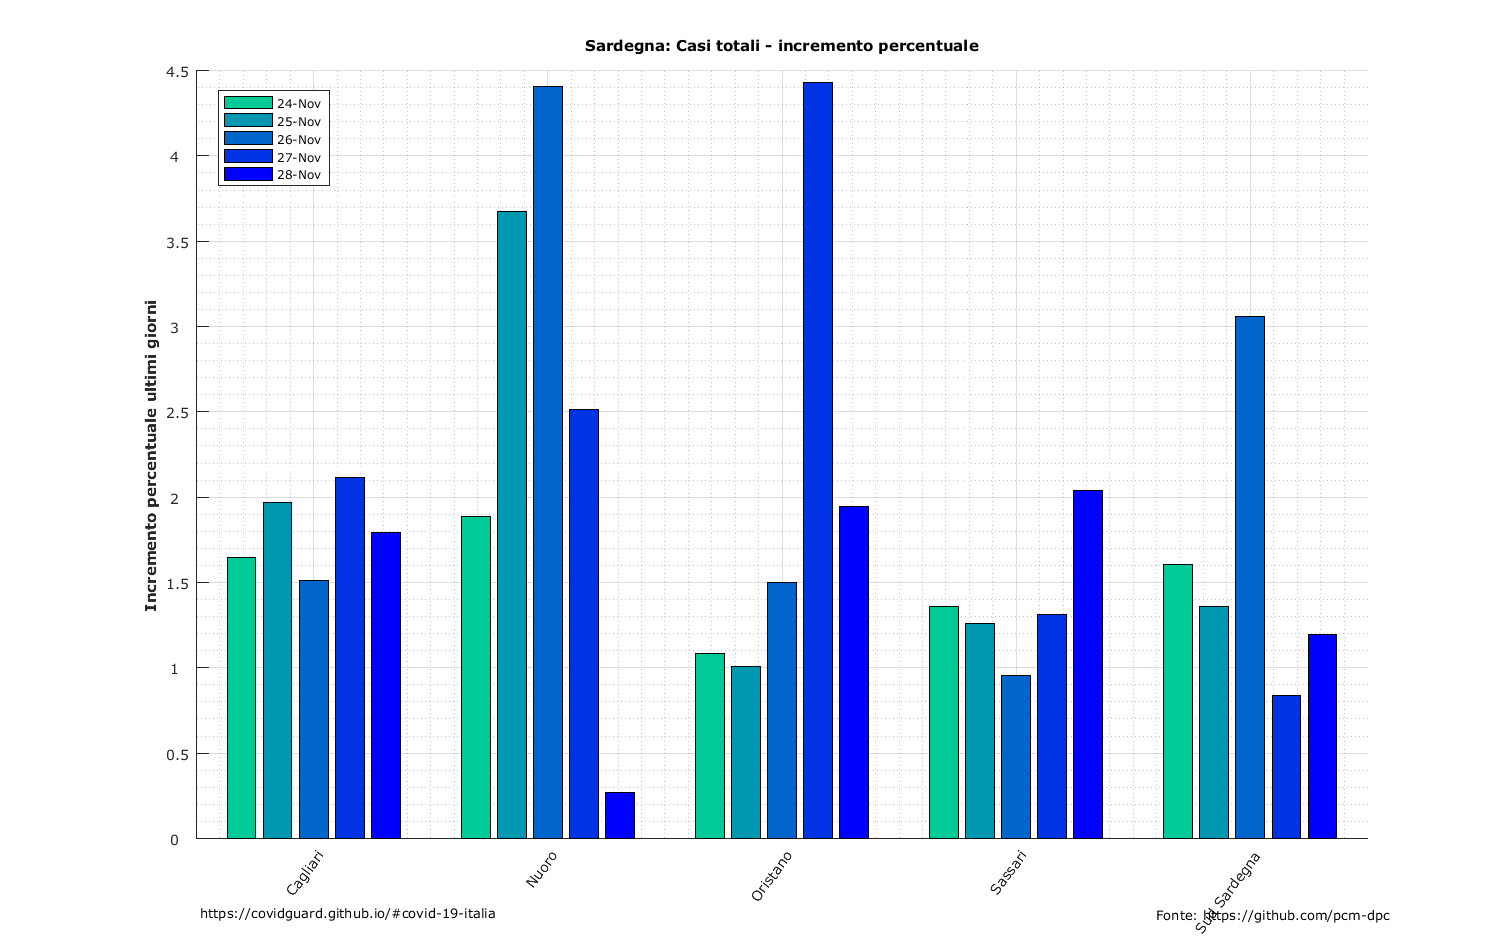 Sardegna: Casi totali - incremento percentuale
4.5
4
3.5
3
2.5
2
1.5
1
0.5
0
Incremento percentuale ultimi giorni
24-Nov
25-Nov
26-Nov
27-Nov
28-Nov
Cagliari
Nuoro
Oristano
Sassari
Sud Sardegna
https://covidguard.github.io/#covid-19-italia
Fonte: https://github.com/pcm-dpc